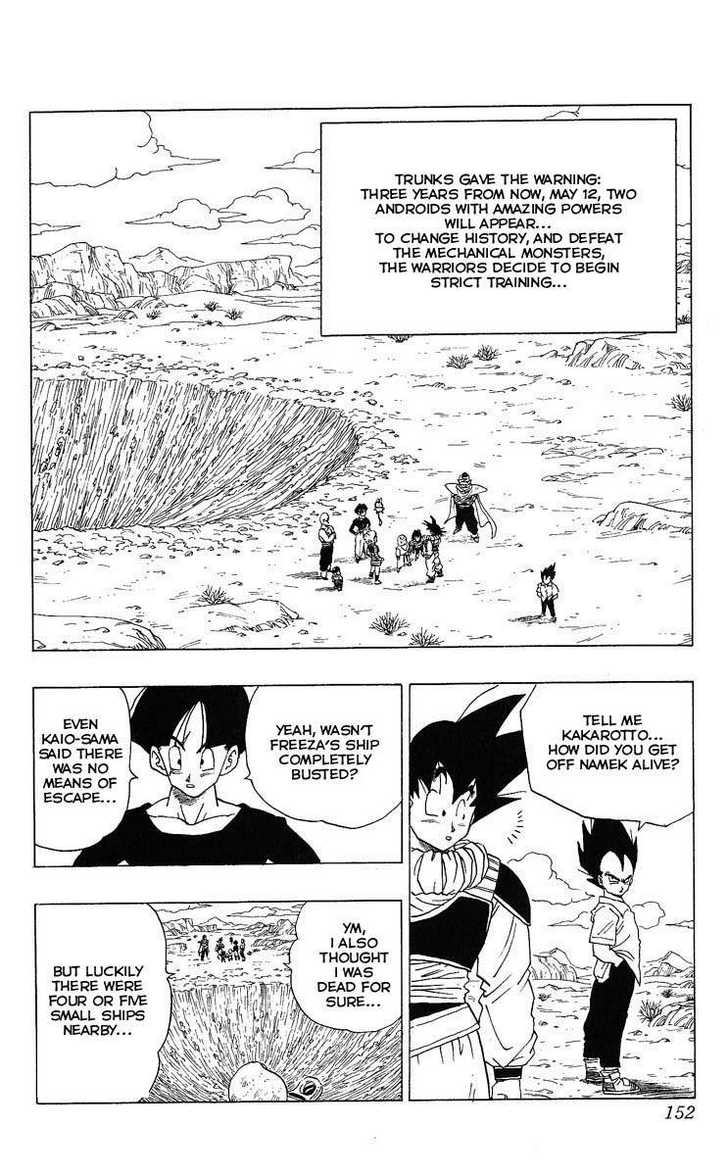 TRUNKS GAVE THE WARNING:
THREE YEARS FROM NOW, MAY 12, TWO
ANDROIDS WITH AMAZING POWERS
WILL APPEAR...
TO CHANGE HISTORY, AND DEFEAT
THE MECHANICAL MONSTERS,
THE WARRIORS DECIDE TO BEGIN
STRICT TRAINING...
TELL ME
KAKAROTTO...
HOW DID YOU GET
OFF NAMEK ALIVE?
YEAH, WASN'T
FREEZA'S SHIP
COMPLETELY
BUSTED?
EVEN
KAIO-SAMA
SAID THERE
WAS NO
MEANS OF
ESCAPE...
YM,
I ALSO
THOUGHT
I WAS
DEAD FOR
SURE...
BUT LUCKILY
THERE WERE
FOUR OR FIVE
SMALL SHIPS
NEARBY...
152